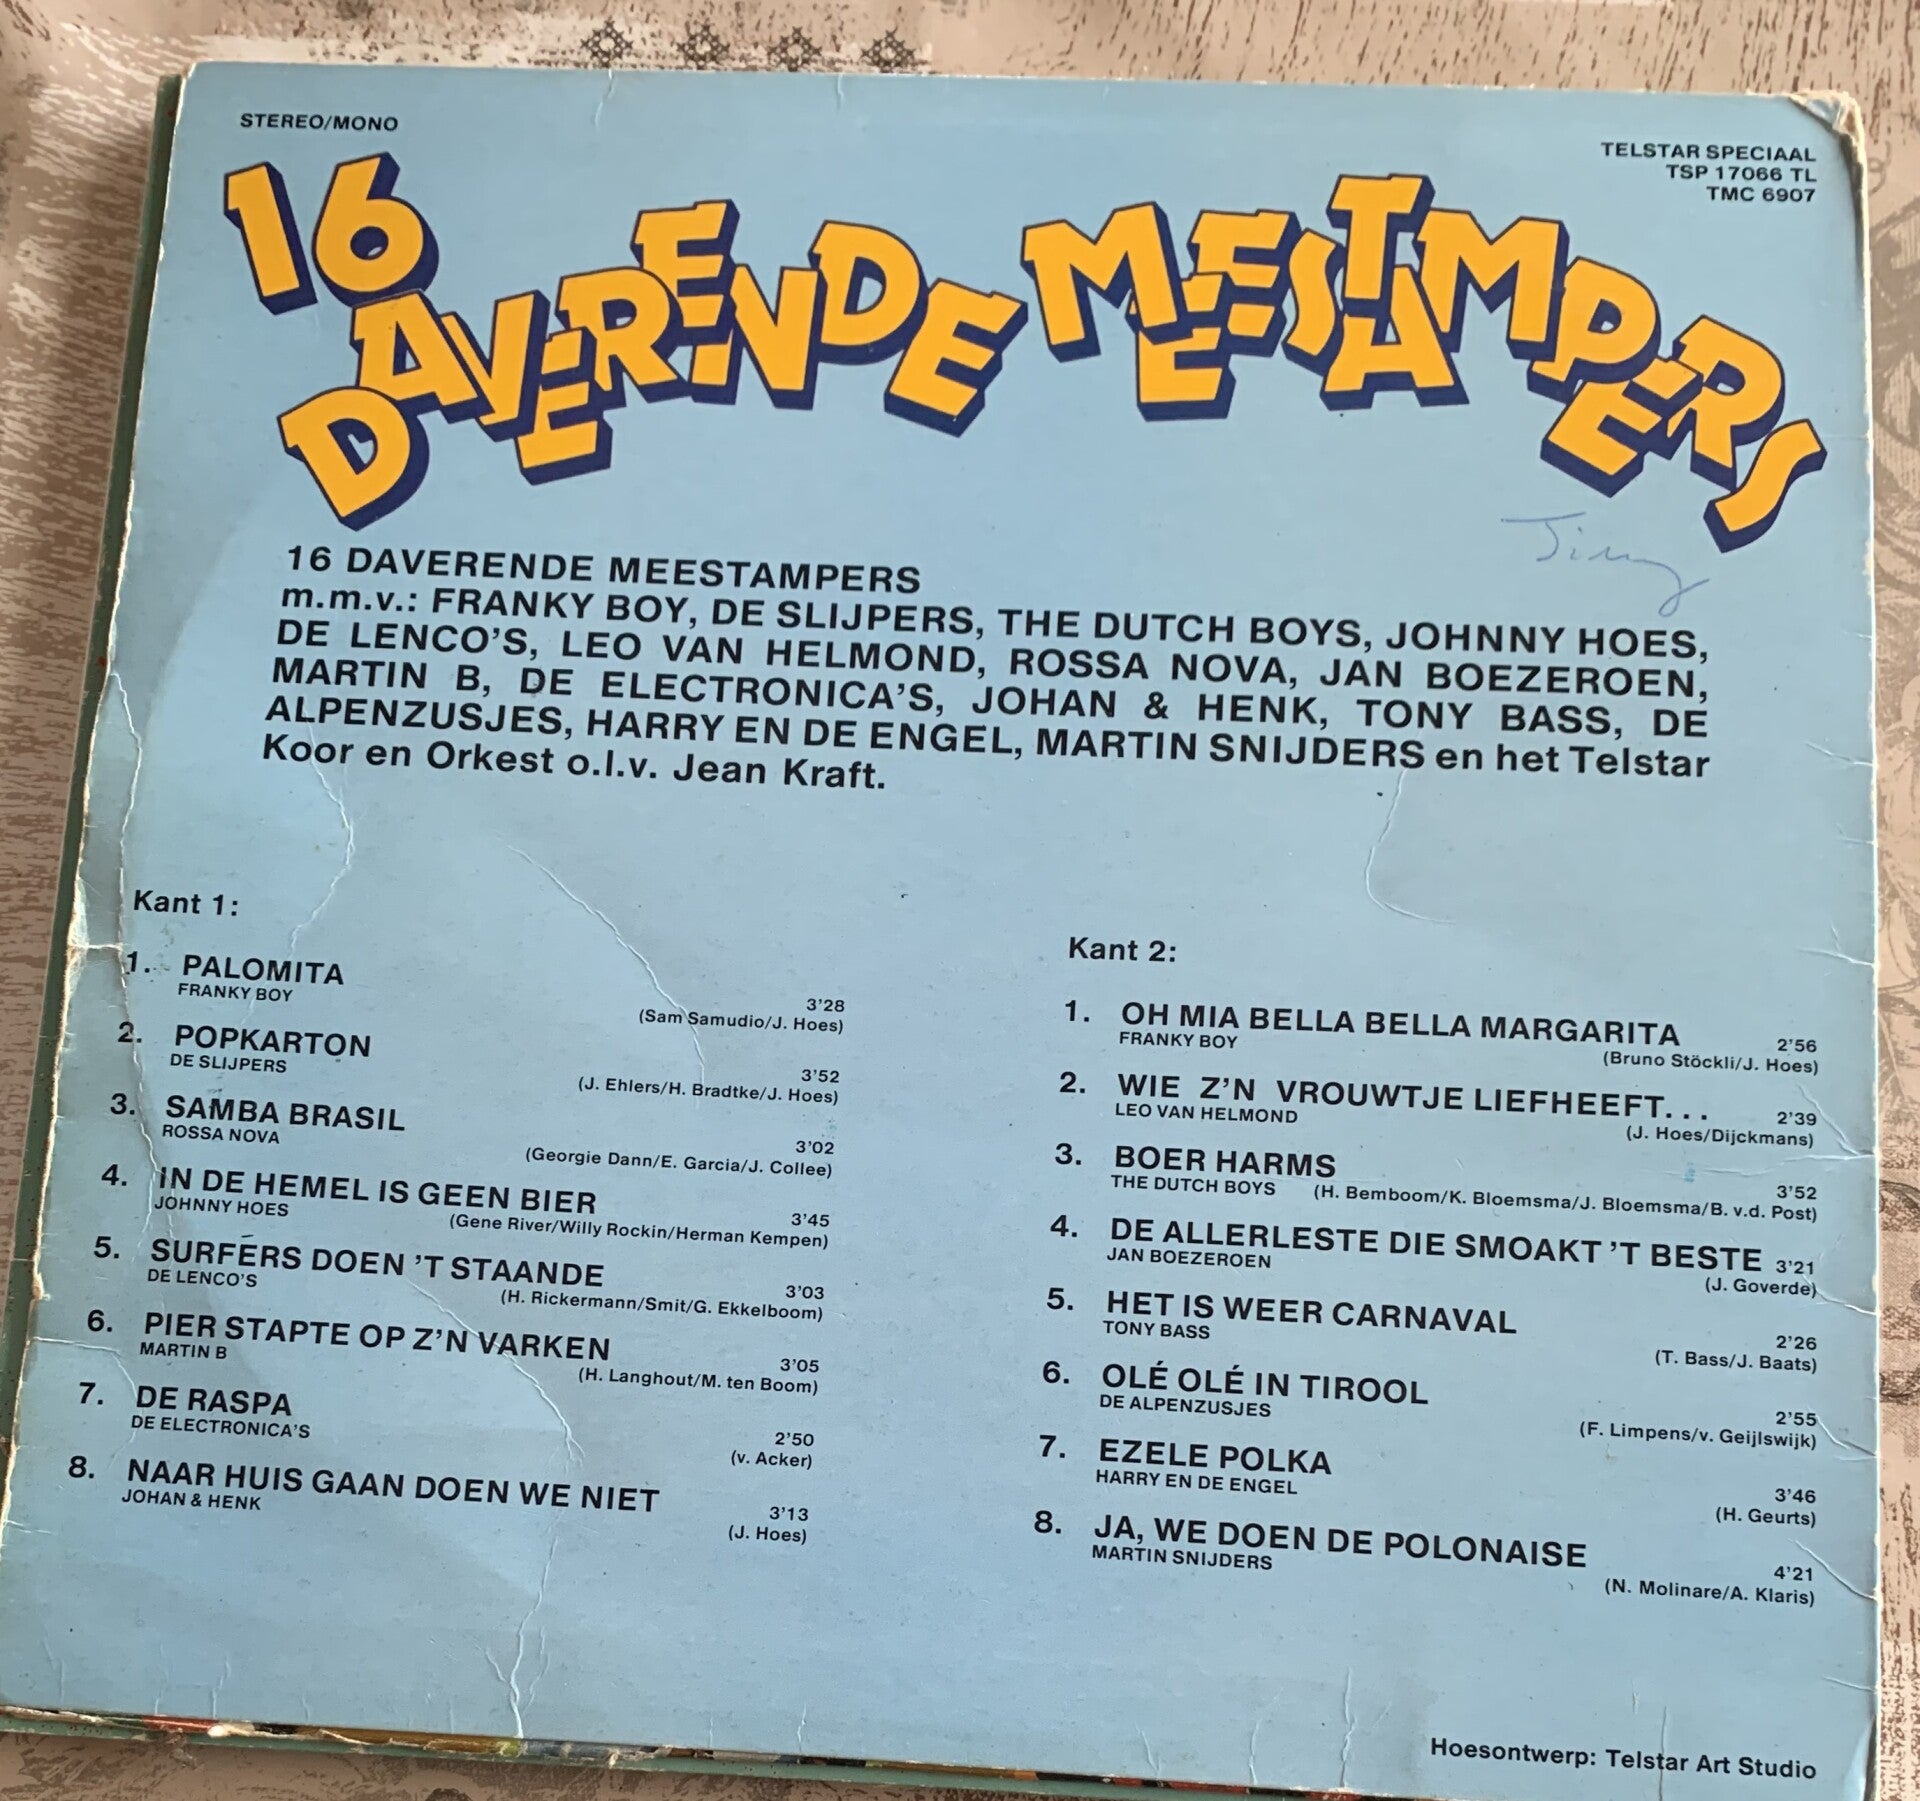 STEREO/MONO
TELSTAR SPECIAAL
TSP 17066 TL
TMC 6907
16
DAVERENDE MEESTAMPERS
16 DAVERENDE MEESTAMPERS
m.m.v.: FRANKY BOY, DE SLIJPERS, THE DUTCH BOYS, JOHNNY HOES,
DE LENCO'S, LEO VAN HELMOND, ROSSA NOVA, JAN BOEZEROEN,
MARTIN B, DE ELECTRONICA'S, JOHAN & HENK, TONY BASS, DE
ALPENZUSJES, HARRY EN DE ENGEL, MARTIN SNIJDERS en het Telstar
Koor en Orkest o.l.v. Jean Kraft.
Kant 1:
1. PALOMITA
FRANKY BOY
3'28
(Sam Samudio/J. Hoes)
2. POPKARTON
DE SLIJPERS
3'52
(J. Ehlers/H. Bradtke/J. Hoes)
3. SAMBA BRASIL
ROSSA NOVA
3'02
(Georgie Dann/E. Garcia/J. Collee)
4. IN DE HEMEL IS GEEN BIER
3'45
JOHNNY HOES (Gene River/Willy Rockin/Herman Kempen)
5. SURFERS DOEN 'T STAANDE
3'03
DE LENCO'S (H. Rickermann/Smit/G. Ekkelboom)
6. PIER STAPTE OP Z'N VARKEN
3'05
MARTIN B (H. Langhout/M. ten Boom)
7. DE RASPA
DE ELECTRONICA'S
2'50
(v. Acker)
8. NAAR HUIS GAAN DOEN WE NIET
JOHAN & HENK
3'13
(J. Hoes)
Kant 2:
1. OH MIA BELLA BELLA MARGARITA 2'56
FRANKY BOY (Bruno Stöckli/J. Hoes)
2. WIE Z'N VROUWTJE LIEFHEEFT... 2'39
LEO VAN HELMOND (J. Hoes/Dijckmans)
3. BOER HARMS 3'52
THE DUTCH BOYS (H. Bemboom/K. Bloemsma/J. Bloemsma/B. v.d. Post)
4. DE ALLERLESTE DIE SMOAKT 'T BESTE 3'21
JAN BOEZEROEN (J. Goverde)
5. HET IS WEER CARNAVAL 2'26
TONY BASS (T. Bass/J. Baats)
6. OLÉ OLÉ IN TIROOL 2'55
DE ALPENZUSJES (F. Limpens/v. Geijlswijk)
7. EZELE POLKA 3'46
HARRY EN DE ENGEL (H. Geurts)
8. JA, WE DOEN DE POLONAISE 4'21
MARTIN SNIJDERS (N. Molinare/A. Klaris)
Hoesontwerp: Telstar Art Studio